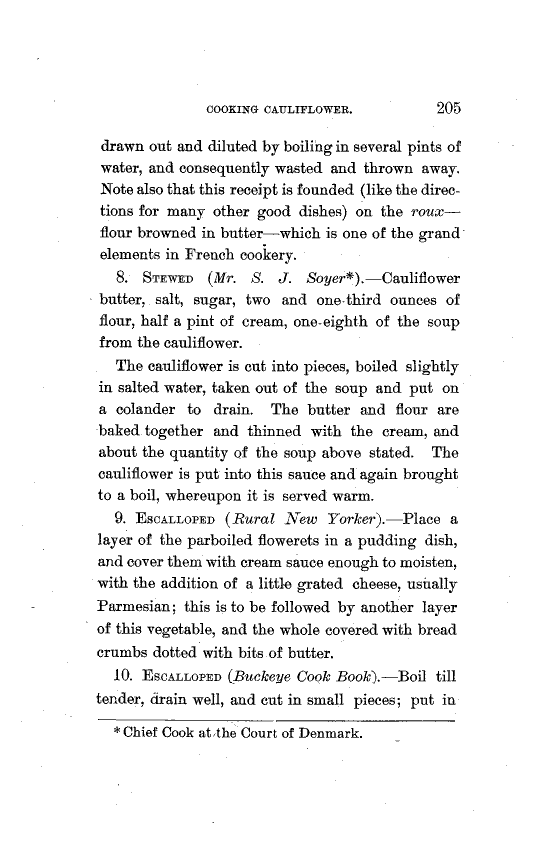 COOKING CAULIFLOWER. 205
drawn out and diluted by boiling in several pints of
water, and consequently wasted and thrown away.
Note also that this receipt is founded (like the direc-
tions for many other good dishes) on the roux—
flour browned in butter—which is one of the grand
elements in French cookery.
8. STEWED (Mr. S. J. Soyer*).—Cauliflower
butter, salt, sugar, two and one-third ounces of
flour, half a pint of cream, one-eighth of the soup
from the cauliflower.
The cauliflower is cut into pieces, boiled slightly
in salted water, taken out of the soup and put on
a colander to drain. The butter and flour are
baked together and thinned with the cream, and
about the quantity of the soup above stated. The
cauliflower is put into this sauce and again brought
to a boil, whereupon it is served warm.
9. ESCALLOPED (Rural New Yorker).—Place a
layer of the parboiled flowerets in a pudding dish,
and cover them with cream sauce enough to moisten,
with the addition of a little grated cheese, usually
Parmesian; this is to be followed by another layer
of this vegetable, and the whole covered with bread
crumbs dotted with bits of butter.
10. ESCALLOPED (Buckeye Cook Book).—Boil till
tender, drain well, and cut in small pieces; put in
* Chief Cook at the Court of Denmark.